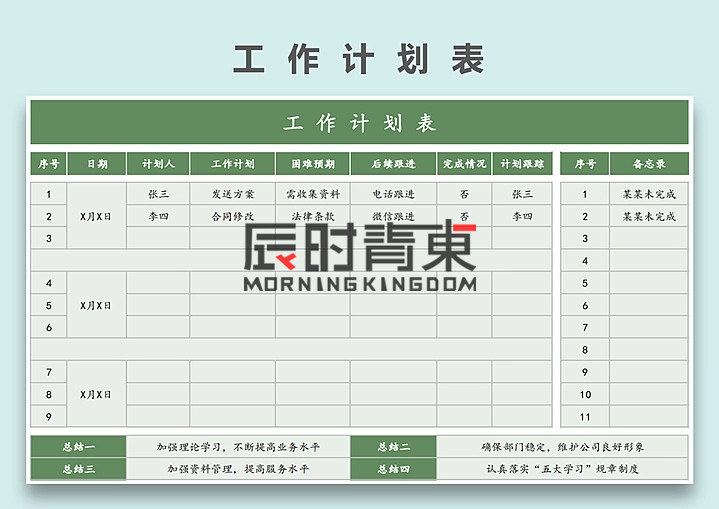 工作计划表
工作计划表
序号 日期 计划人 工作计划 困难预期 后续跟进 完成情况 计划跟踪 序号 备忘录
1 张三 发送方案 需收集资料 电话跟进 否 张三 1 某某未完成
2 X月X日 李四 合同修改 法律条款 微信跟进 否 李四 2 某某未完成
3 3
辰时青東
4
MORNINGKINGDOM
4 5
5 X月X日 6
6 7
8
7 9
8 X月X日 10
9 11
总结一 加强理论学习，不断提高业务水平 总结二 确保部门稳定，维护公司良好形象
总结三 加强资料管理，提高服务水平 总结四 认真落实“五大学习”规章制度